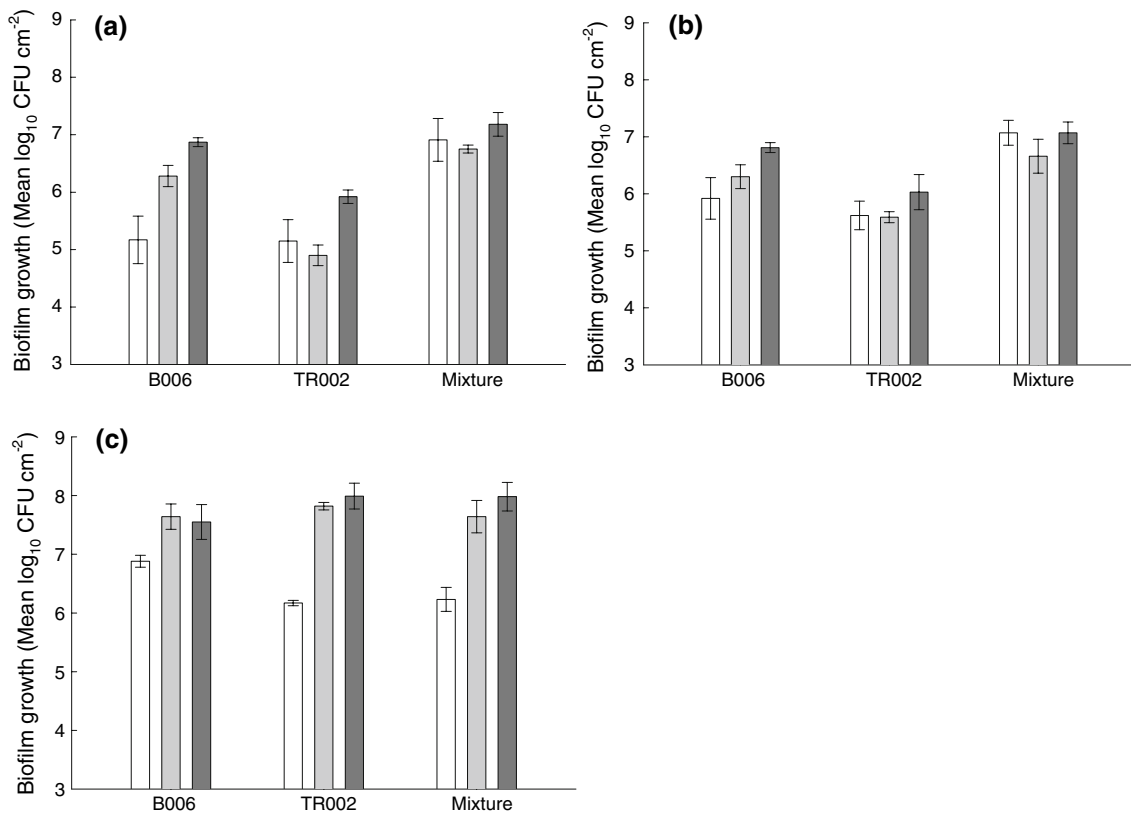 (a)
Biofilm growth (Mean log₁₀ CFU cm⁻²)
9
8
7
6
5
4
3
B006 TR002 Mixture
(b)
Biofilm growth (Mean log₁₀ CFU cm⁻²)
9
8
7
6
5
4
3
B006 TR002 Mixture
(c)
Biofilm growth (Mean log₁₀ CFU cm⁻²)
9
8
7
6
5
4
3
B006 TR002 Mixture